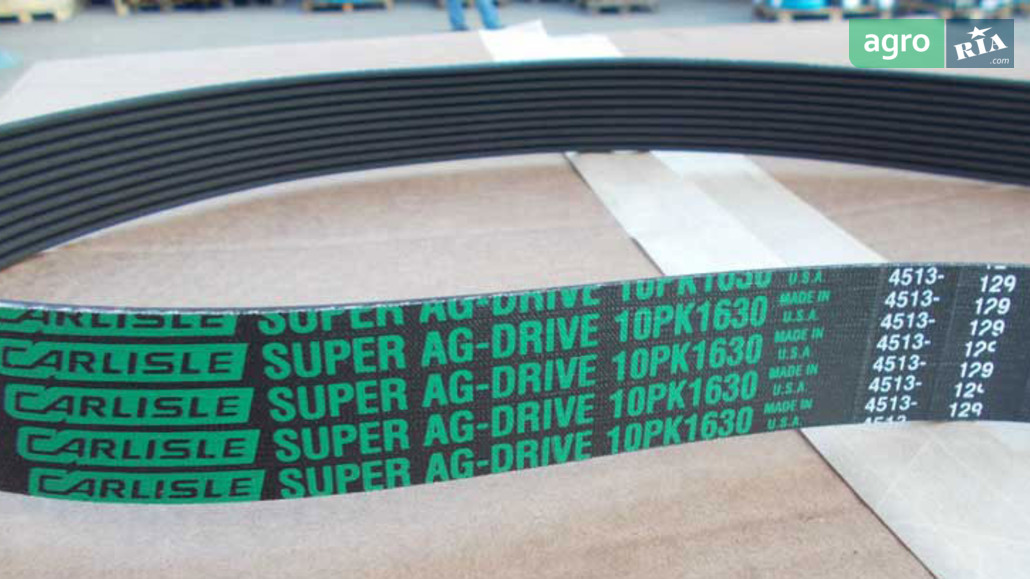 agro RIA .com
CARLISLE SUPER AG-DRIVE 10PK1630 U.S.A.
CARLISLE SUPER AG-DRIVE 10PK1630 MADE IN U.S.A. 4513- 129
CARLISLE SUPER AG-DRIVE 10PK1630 MADE IN U.S.A. 4513- 129
CARLISLE SUPER AG-DRIVE 10PK1630 MADE IN U.S.A. 4513-
CARLISLE SUPER AG-DRIVE 10PK1630 MADE IN U.S.A. 4513- 129
4513-
4513- 129